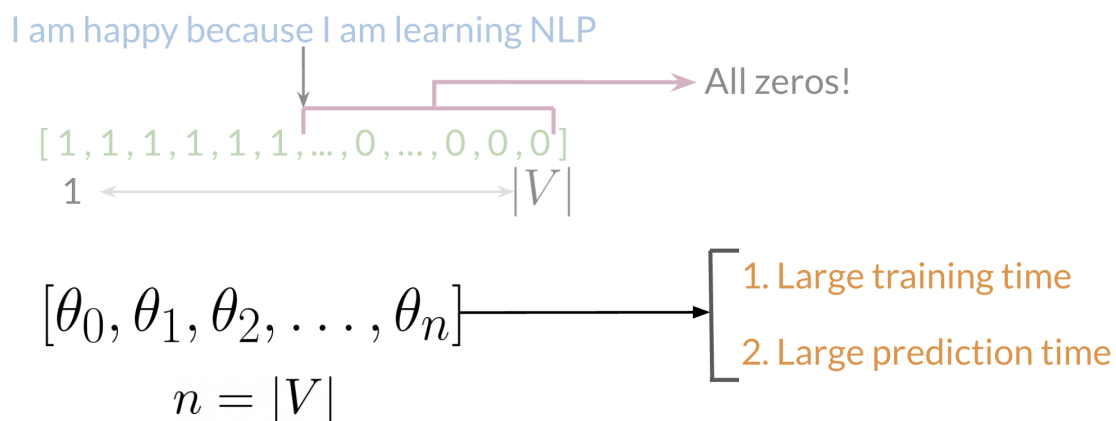 I am happy because I am learning NLP
All zeros!
[ 1 , 1 , 1 , 1 , 1 , 1 , ... , 0 , ... , 0 , 0 , 0 ]
1 |V|
[θ₀, θ₁, θ₂, . . . , θₙ]
1. Large training time
2. Large prediction time
n = |V|